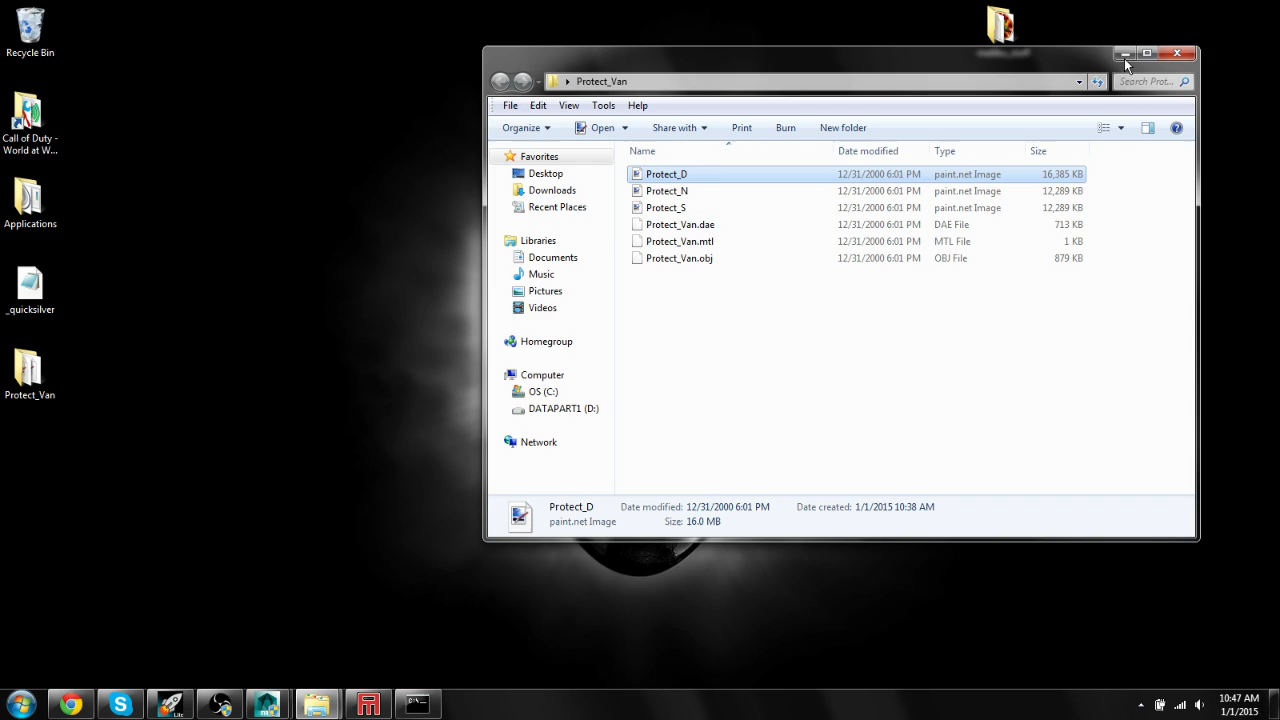 Recycle Bin
Call of Duty -
World at W...
Applications
_quicksilver
Protect_Van
Protect_Van
Search Prot...
File Edit View Tools Help
Organize Open Share with Print Burn New folder
Favorites
Desktop
Downloads
Recent Places
Libraries
Documents
Music
Pictures
Videos
Homegroup
Computer
OS (C:)
DATAPART1 (D:)
Network
Name Date modified Type Size
Protect_D 12/31/2000 6:01 PM paint.net Image 16,385 KB
Protect_N 12/31/2000 6:01 PM paint.net Image 12,289 KB
Protect_S 12/31/2000 6:01 PM paint.net Image 12,289 KB
Protect_Van.dae 12/31/2000 6:01 PM DAE File 713 KB
Protect_Van.mtl 12/31/2000 6:01 PM MTL File 1 KB
Protect_Van.obj 12/31/2000 6:01 PM OBJ File 879 KB
Protect_D Date modified: 12/31/2000 6:01 PM Date created: 1/1/2015 10:38 AM
paint.net Image Size: 16.0 MB
Lite
C:\
10:47 AM
1/1/2015